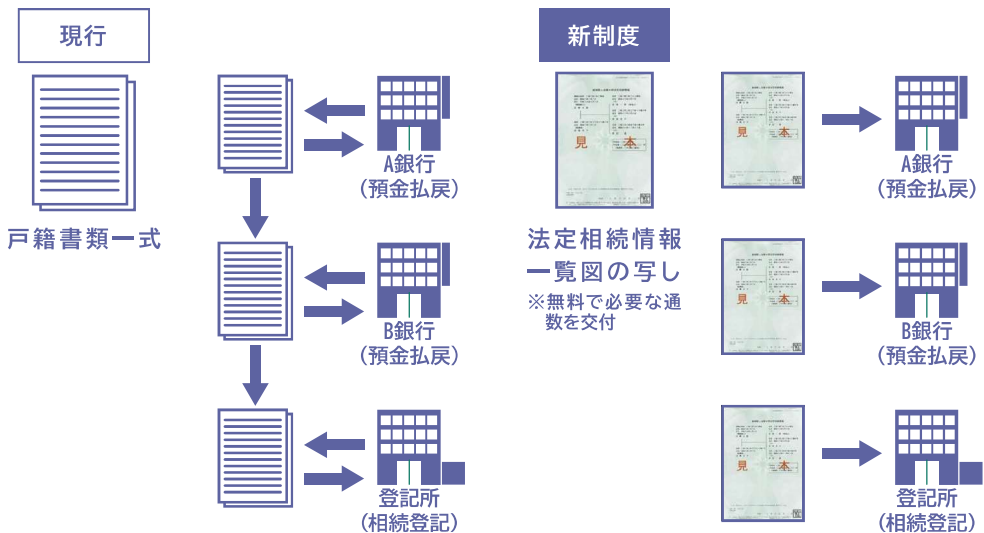 現行
戸籍書類一式
A銀行
（預金払戻）
B銀行
（預金払戻）
登記所
（相続登記）
新制度
見本
法定相続情報
一覧図の写し
※無料で必要な通
数を交付
見本
A銀行
（預金払戻）
見本
B銀行
（預金払戻）
見本
登記所
（相続登記）